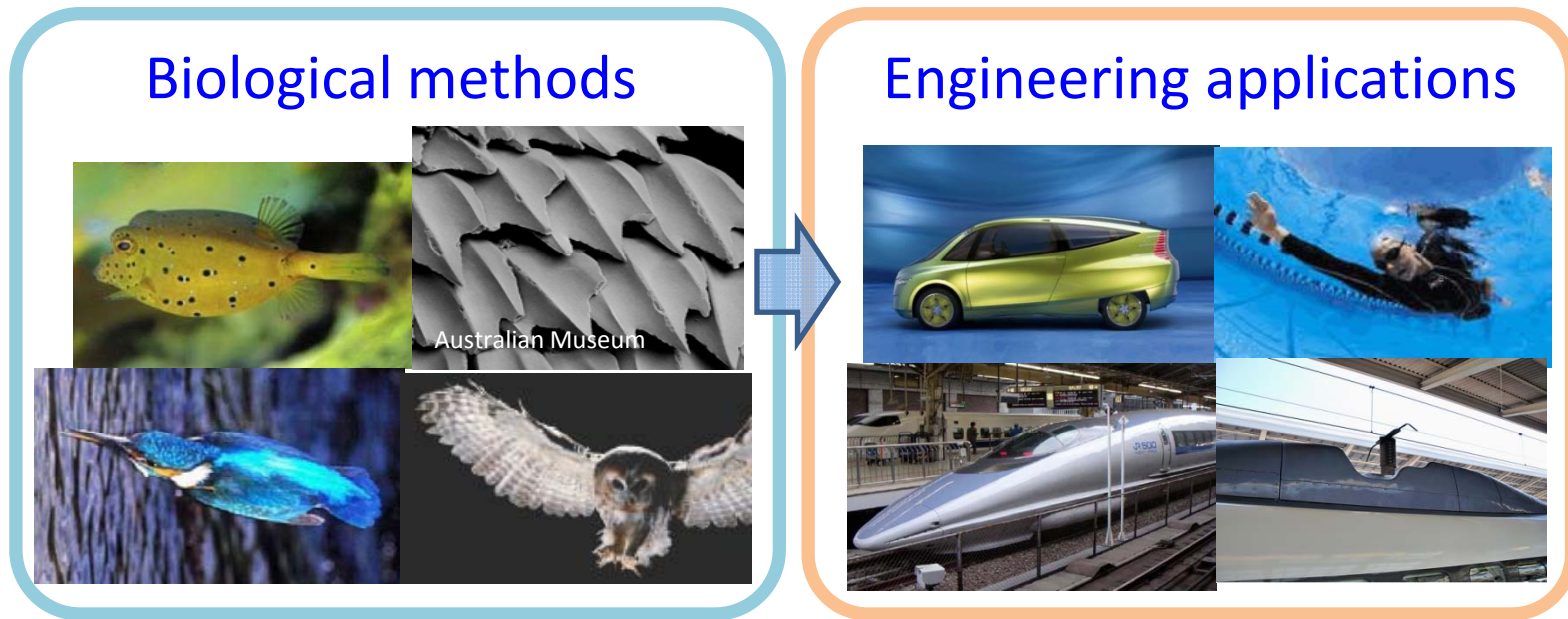 Biological methods
Engineering applications
Australian Museum